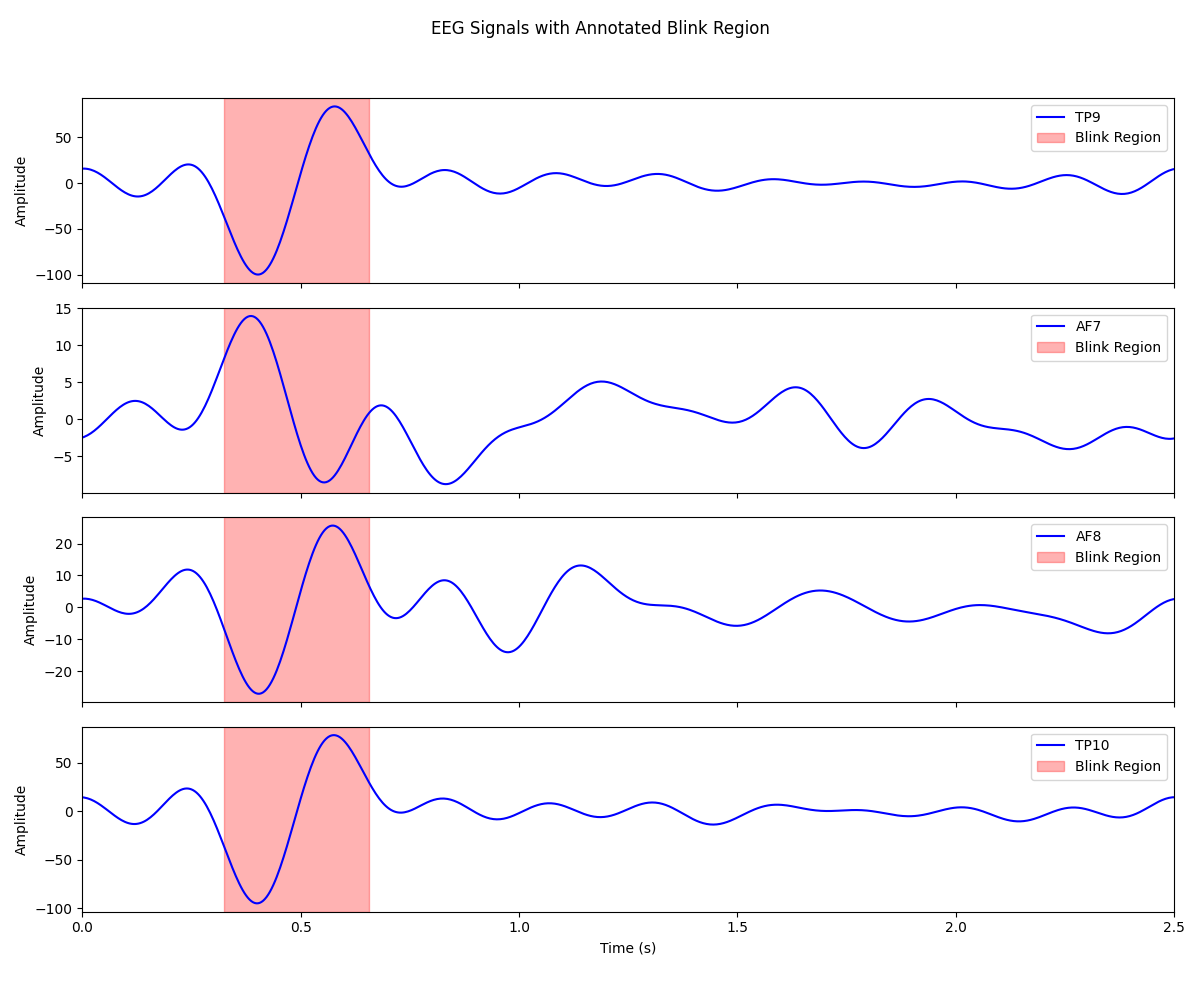 EEG Signals with Annotated Blink Region
TP9
Blink Region
Amplitude
50
0
−50
−100
AF7
Blink Region
Amplitude
15
10
5
0
−5
AF8
Blink Region
Amplitude
20
10
0
−10
−20
TP10
Blink Region
Amplitude
50
0
−50
−100
0.0 0.5 1.0 1.5 2.0 2.5
Time (s)